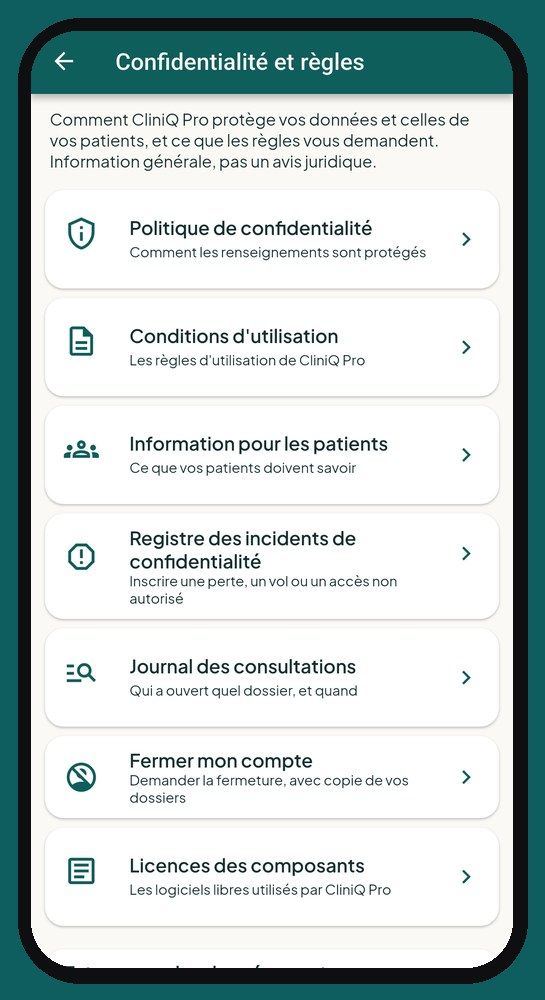 Confidentialité et règles
Comment CliniQ Pro protège vos données et celles de
vos patients, et ce que les règles vous demandent.
Information générale, pas un avis juridique.
Politique de confidentialité
Comment les renseignements sont protégés
Conditions d'utilisation
Les règles d'utilisation de CliniQ Pro
Information pour les patients
Ce que vos patients doivent savoir
Registre des incidents de
confidentialité
Inscrire une perte, un vol ou un accès non
autorisé
Journal des consultations
Qui a ouvert quel dossier, et quand
Fermer mon compte
Demander la fermeture, avec copie de vos
dossiers
Licences des composants
Les logiciels libres utilisés par CliniQ Pro